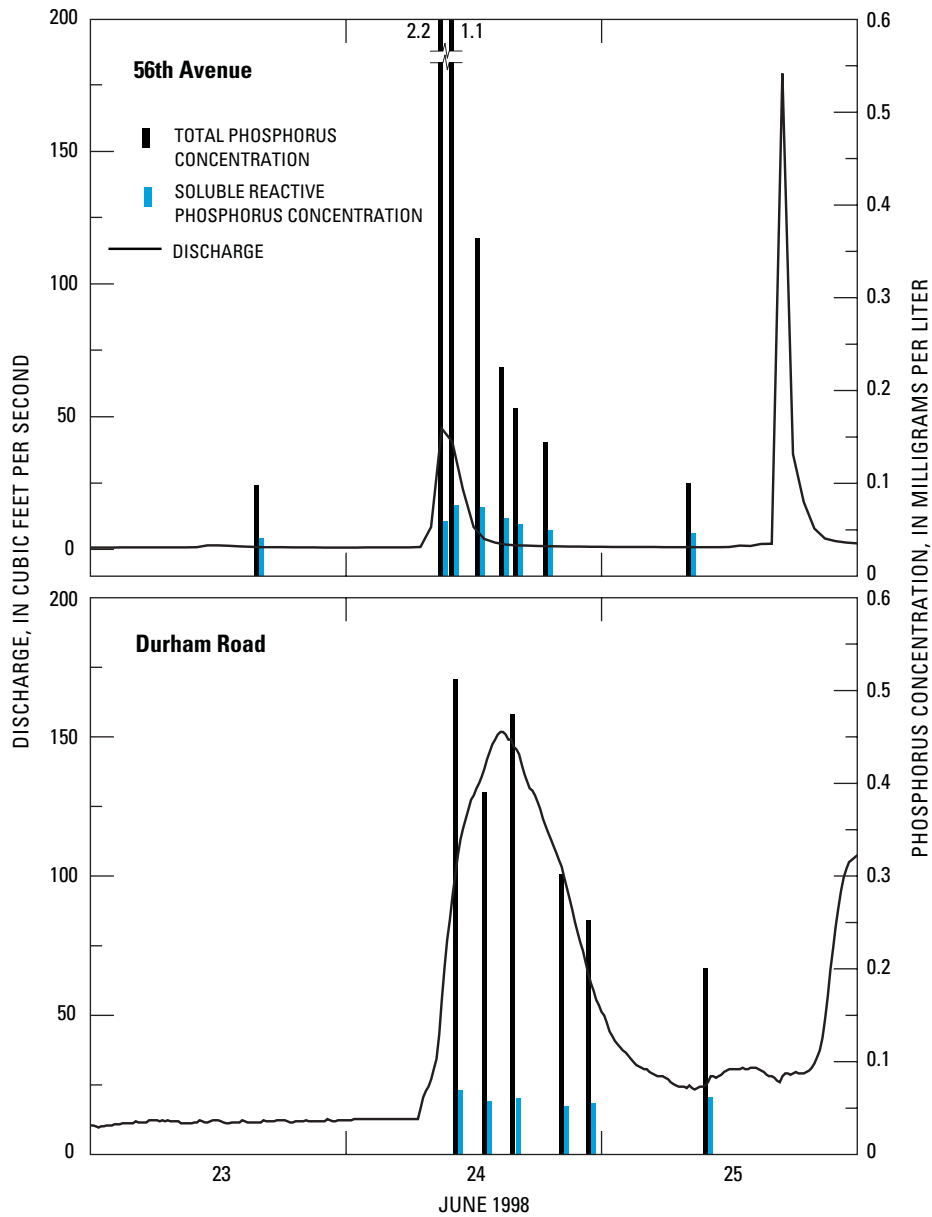 200
150
100
50
0
0.6
0.5
0.4
0.3
0.2
0.1
0
2.2
1.1
56th Avenue
TOTAL PHOSPHORUS
CONCENTRATION
SOLUBLE REACTIVE
PHOSPHORUS CONCENTRATION
DISCHARGE
DISCHARGE, IN CUBIC FEET PER SECOND
PHOSPHORUS CONCENTRATION, IN MILLIGRAMS PER LITER
200
150
100
50
0
0.6
0.5
0.4
0.3
0.2
0.1
0
Durham Road
23
24
25
JUNE 1998